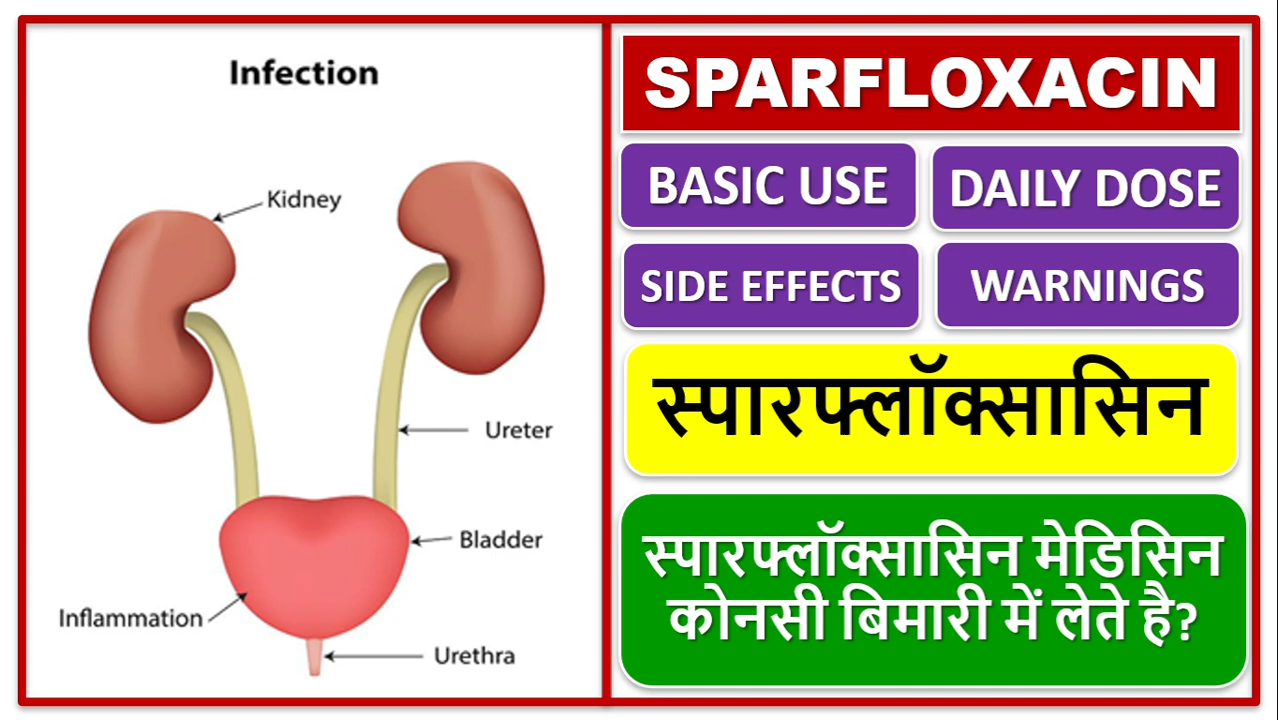 Infection
Kidney
Ureter
Bladder
Inflammation
Urethra
SPARFLOXACIN
BASIC USE
DAILY DOSE
SIDE EFFECTS
WARNINGS
स्पारफ्लॉक्सासिन
स्पारफ्लॉक्सासिन मेडिसिन
कोनसी बिमारी में लेते है?